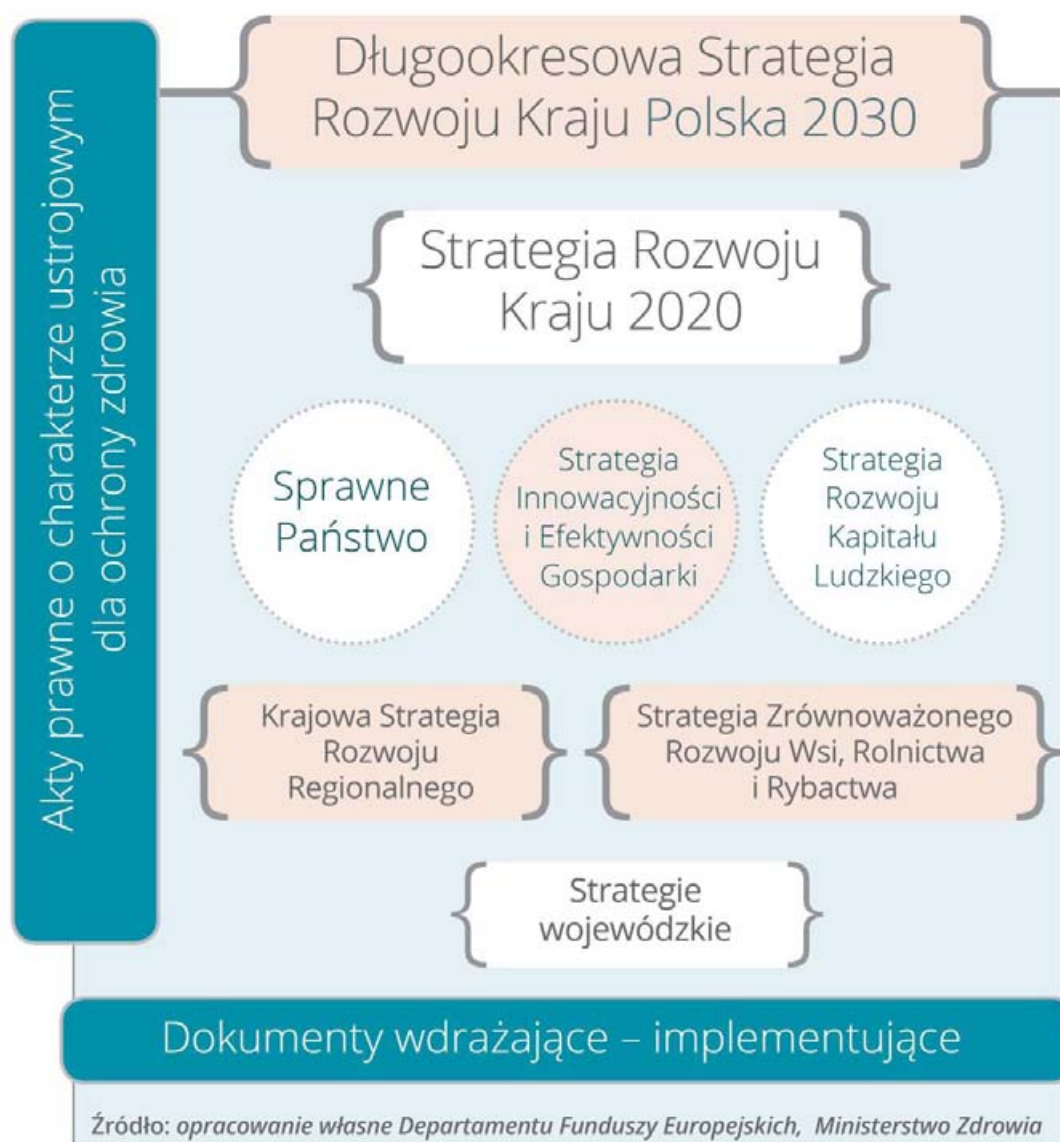 Akty prawne o charakterze ustrojowym
dla ochrony zdrowia
Długookresowa Strategia
Rozwoju Kraju Polska 2030
Strategia Rozwoju
Kraju 2020
Sprawne
Państwo
Strategia
Innowacyjności
i Efektywności
Gospodarki
Strategia
Rozwoju
Kapitału
Ludzkiego
Krajowa Strategia
Rozwoju
Regionalnego
Strategia Zrównoważonego
Rozwoju Wsi, Rolnictwa
i Rybactwa
Strategie
wojewódzkie
Dokumenty wdrażające – implementujące
Źródło: opracowanie własne Departamentu Funduszy Europejskich, Ministerstwo Zdrowia